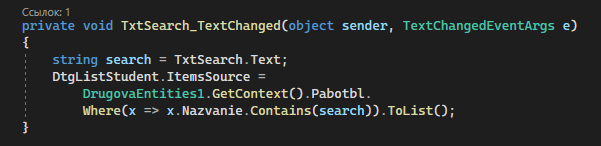 Ссылок: 1
private void TxtSearch_TextChanged(object sender, TextChangedEventArgs e)
{
string search = TxtSearch.Text;
DtgListStudent.ItemsSource =
DrugovaEntities1.GetContext().Pabotbl.
Where(x => x.Nazvanie.Contains(search)).ToList();
}